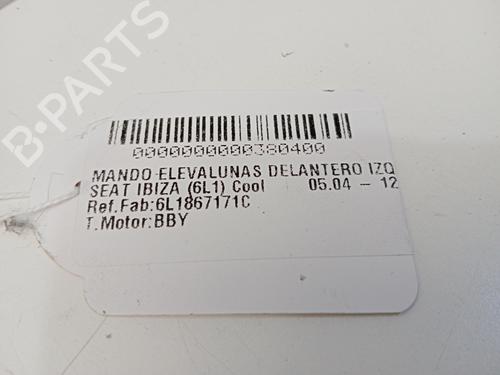 B-PARTS
0000000000380400
MANDO ELEVALUNAS DELANTERO IZQ
SEAT IBIZA (6L1) Cool 05.04 - 12
Ref.Fab:6L1867171C
T.Motor:BBY